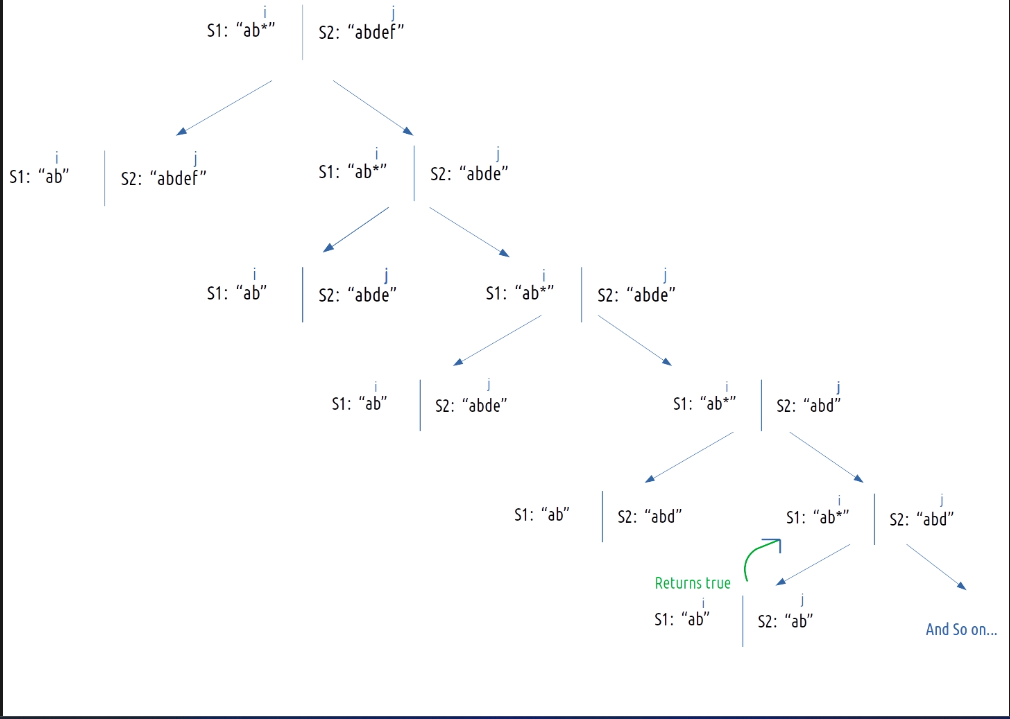 i j
S1: “ab*” S2: “abdef”
i j i j
S1: “ab” S2: “abdef” S1: “ab*” S2: “abde”
i j i j
S1: “ab” S2: “abde” S1: “ab*” S2: “abde”
i j i j
S1: “ab” S2: “abde” S1: “ab*” S2: “abd”
i j
S1: “ab” S2: “abd” S1: “ab*” S2: “abd”
Returns true
i j
S1: “ab” S2: “ab”
And So on...